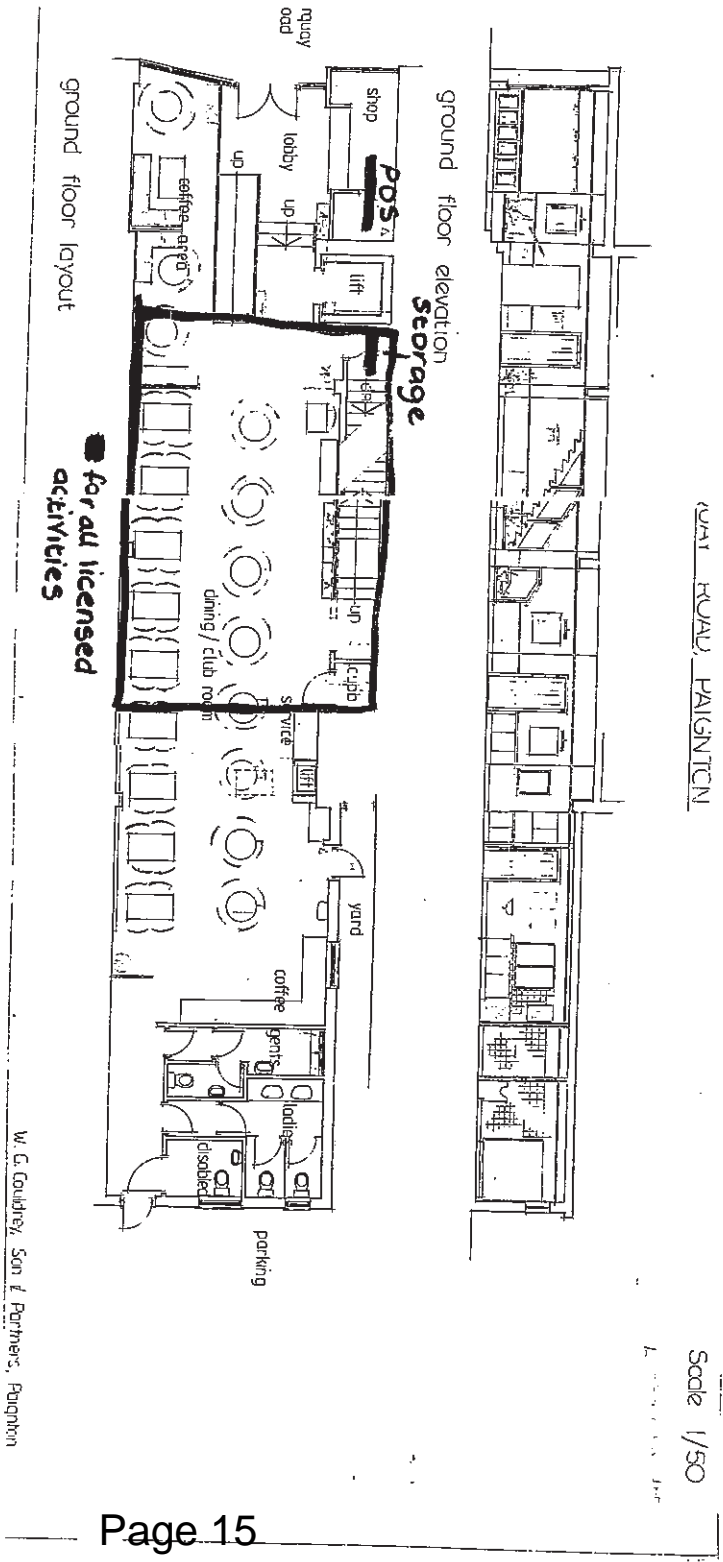 PAIGNTON
Scale 1/50
ground floor elevation
quay
oad
shop
POS
lobby
up
up
lift
storage
coffee area
dining/club room
service
lift
up
cupb
yard
coffee
gents
ladies
disabled
parking
for all licensed
activities
ground floor layout
W. G. Couldrey, Son & Partners, Paignton
Page 15